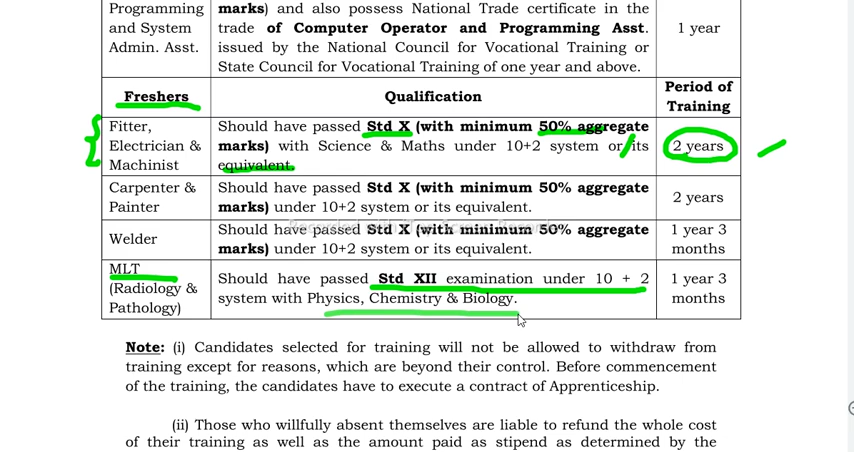 Programming and System Admin. Asst.
marks) and also possess National Trade certificate in the
trade of Computer Operator and Programming Asst.
issued by the National Council for Vocational Training or
State Council for Vocational Training of one year and above.
1 year
Freshers
Qualification
Period of
Training
Fitter,
Electrician &
Machinist
Should have passed Std X (with minimum 50% aggregate
marks) with Science & Maths under 10+2 system or its
equivalent.
2 years
Carpenter &
Painter
Should have passed Std X (with minimum 50% aggregate
marks) under 10+2 system or its equivalent.
2 years
Welder
Should have passed Std X (with minimum 50% aggregate
marks) under 10+2 system or its equivalent.
1 year 3
months
MLT
(Radiology &
Pathology)
Should have passed Std XII examination under 10 + 2
system with Physics, Chemistry & Biology.
1 year 3
months
Note: (i) Candidates selected for training will not be allowed to withdraw from
training except for reasons, which are beyond their control. Before commencement
of the training, the candidates have to execute a contract of Apprenticeship.
(ii) Those who willfully absent themselves are liable to refund the whole cost
of their training as well as the amount paid as stipend as determined by the